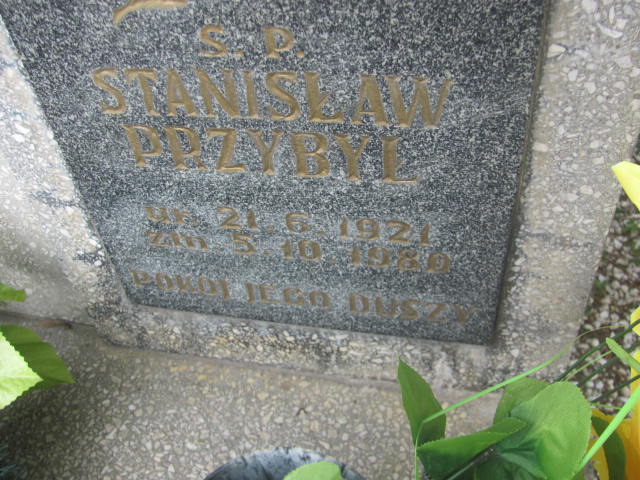 Ś. P.
STANISŁAW
PRZYBYŁ
ur 21. 6. 1921
zm 5. 10. 1980
POKÓJ JEGO DUSZY